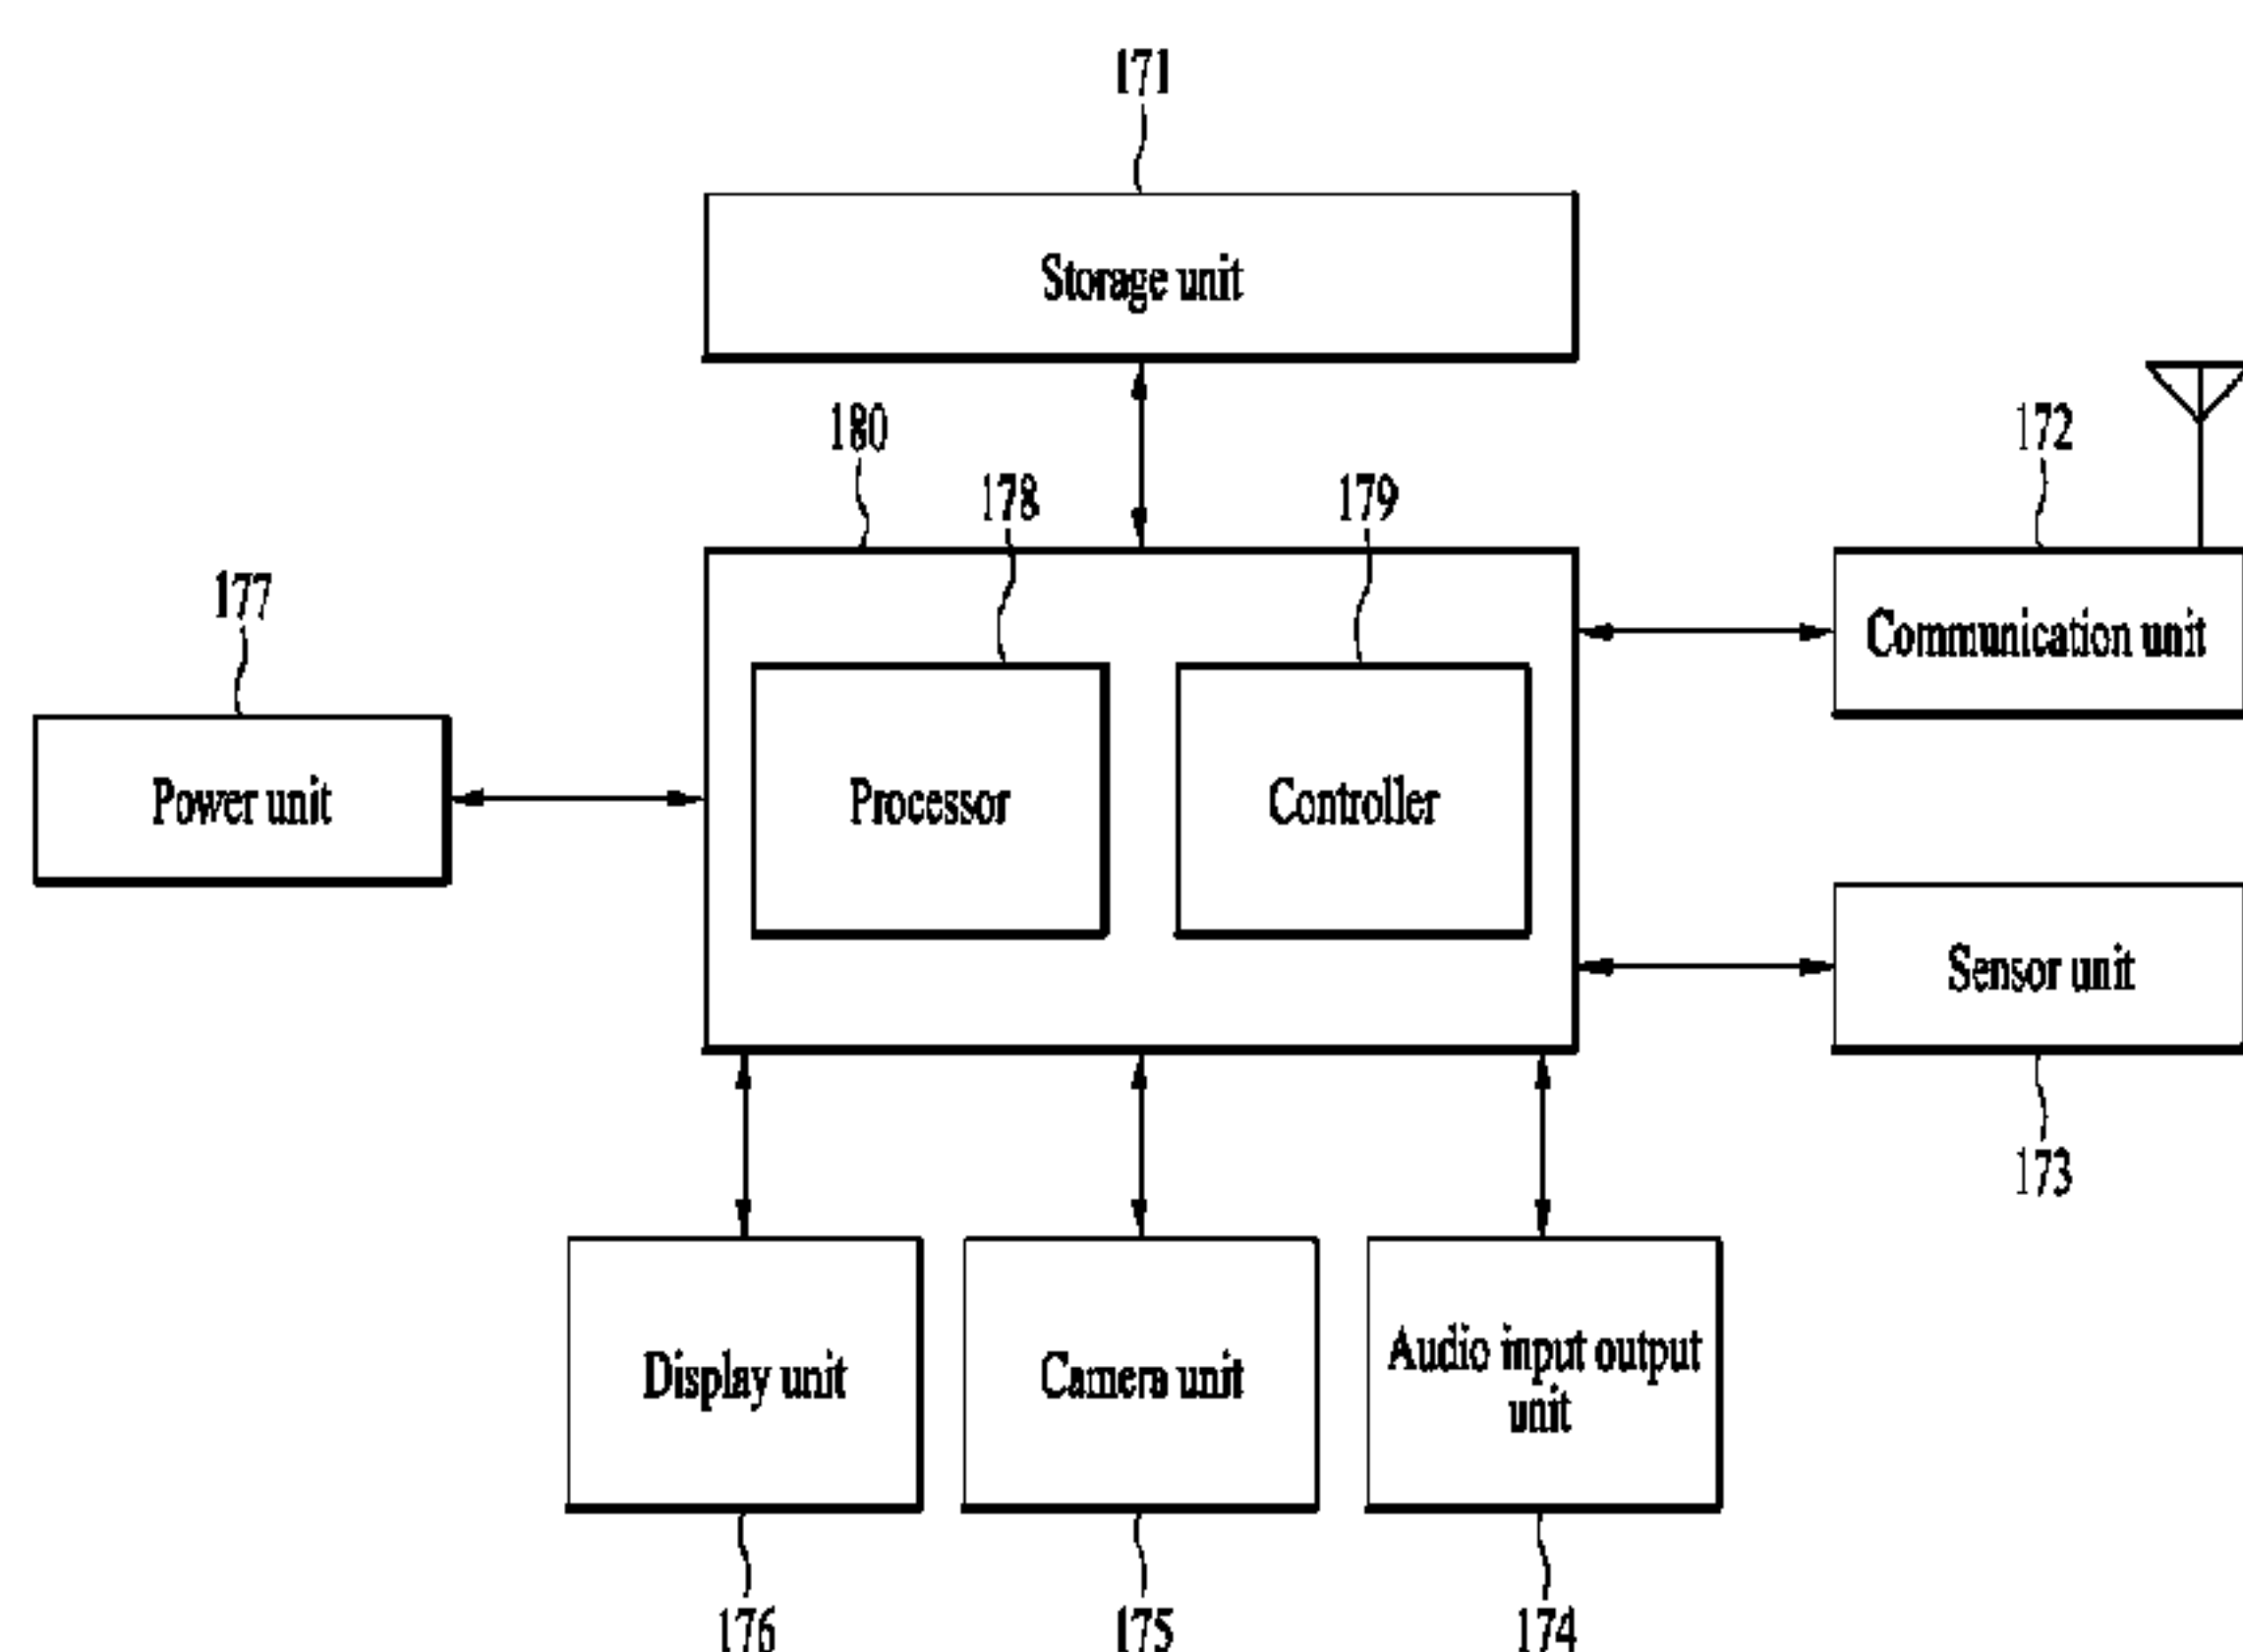 171
Storage unit
180
178
179
172
177
Communication unit
Power unit
Processor
Controller
Sensor unit
173
Display unit
Camera unit
Audio input output
unit
176
175
174